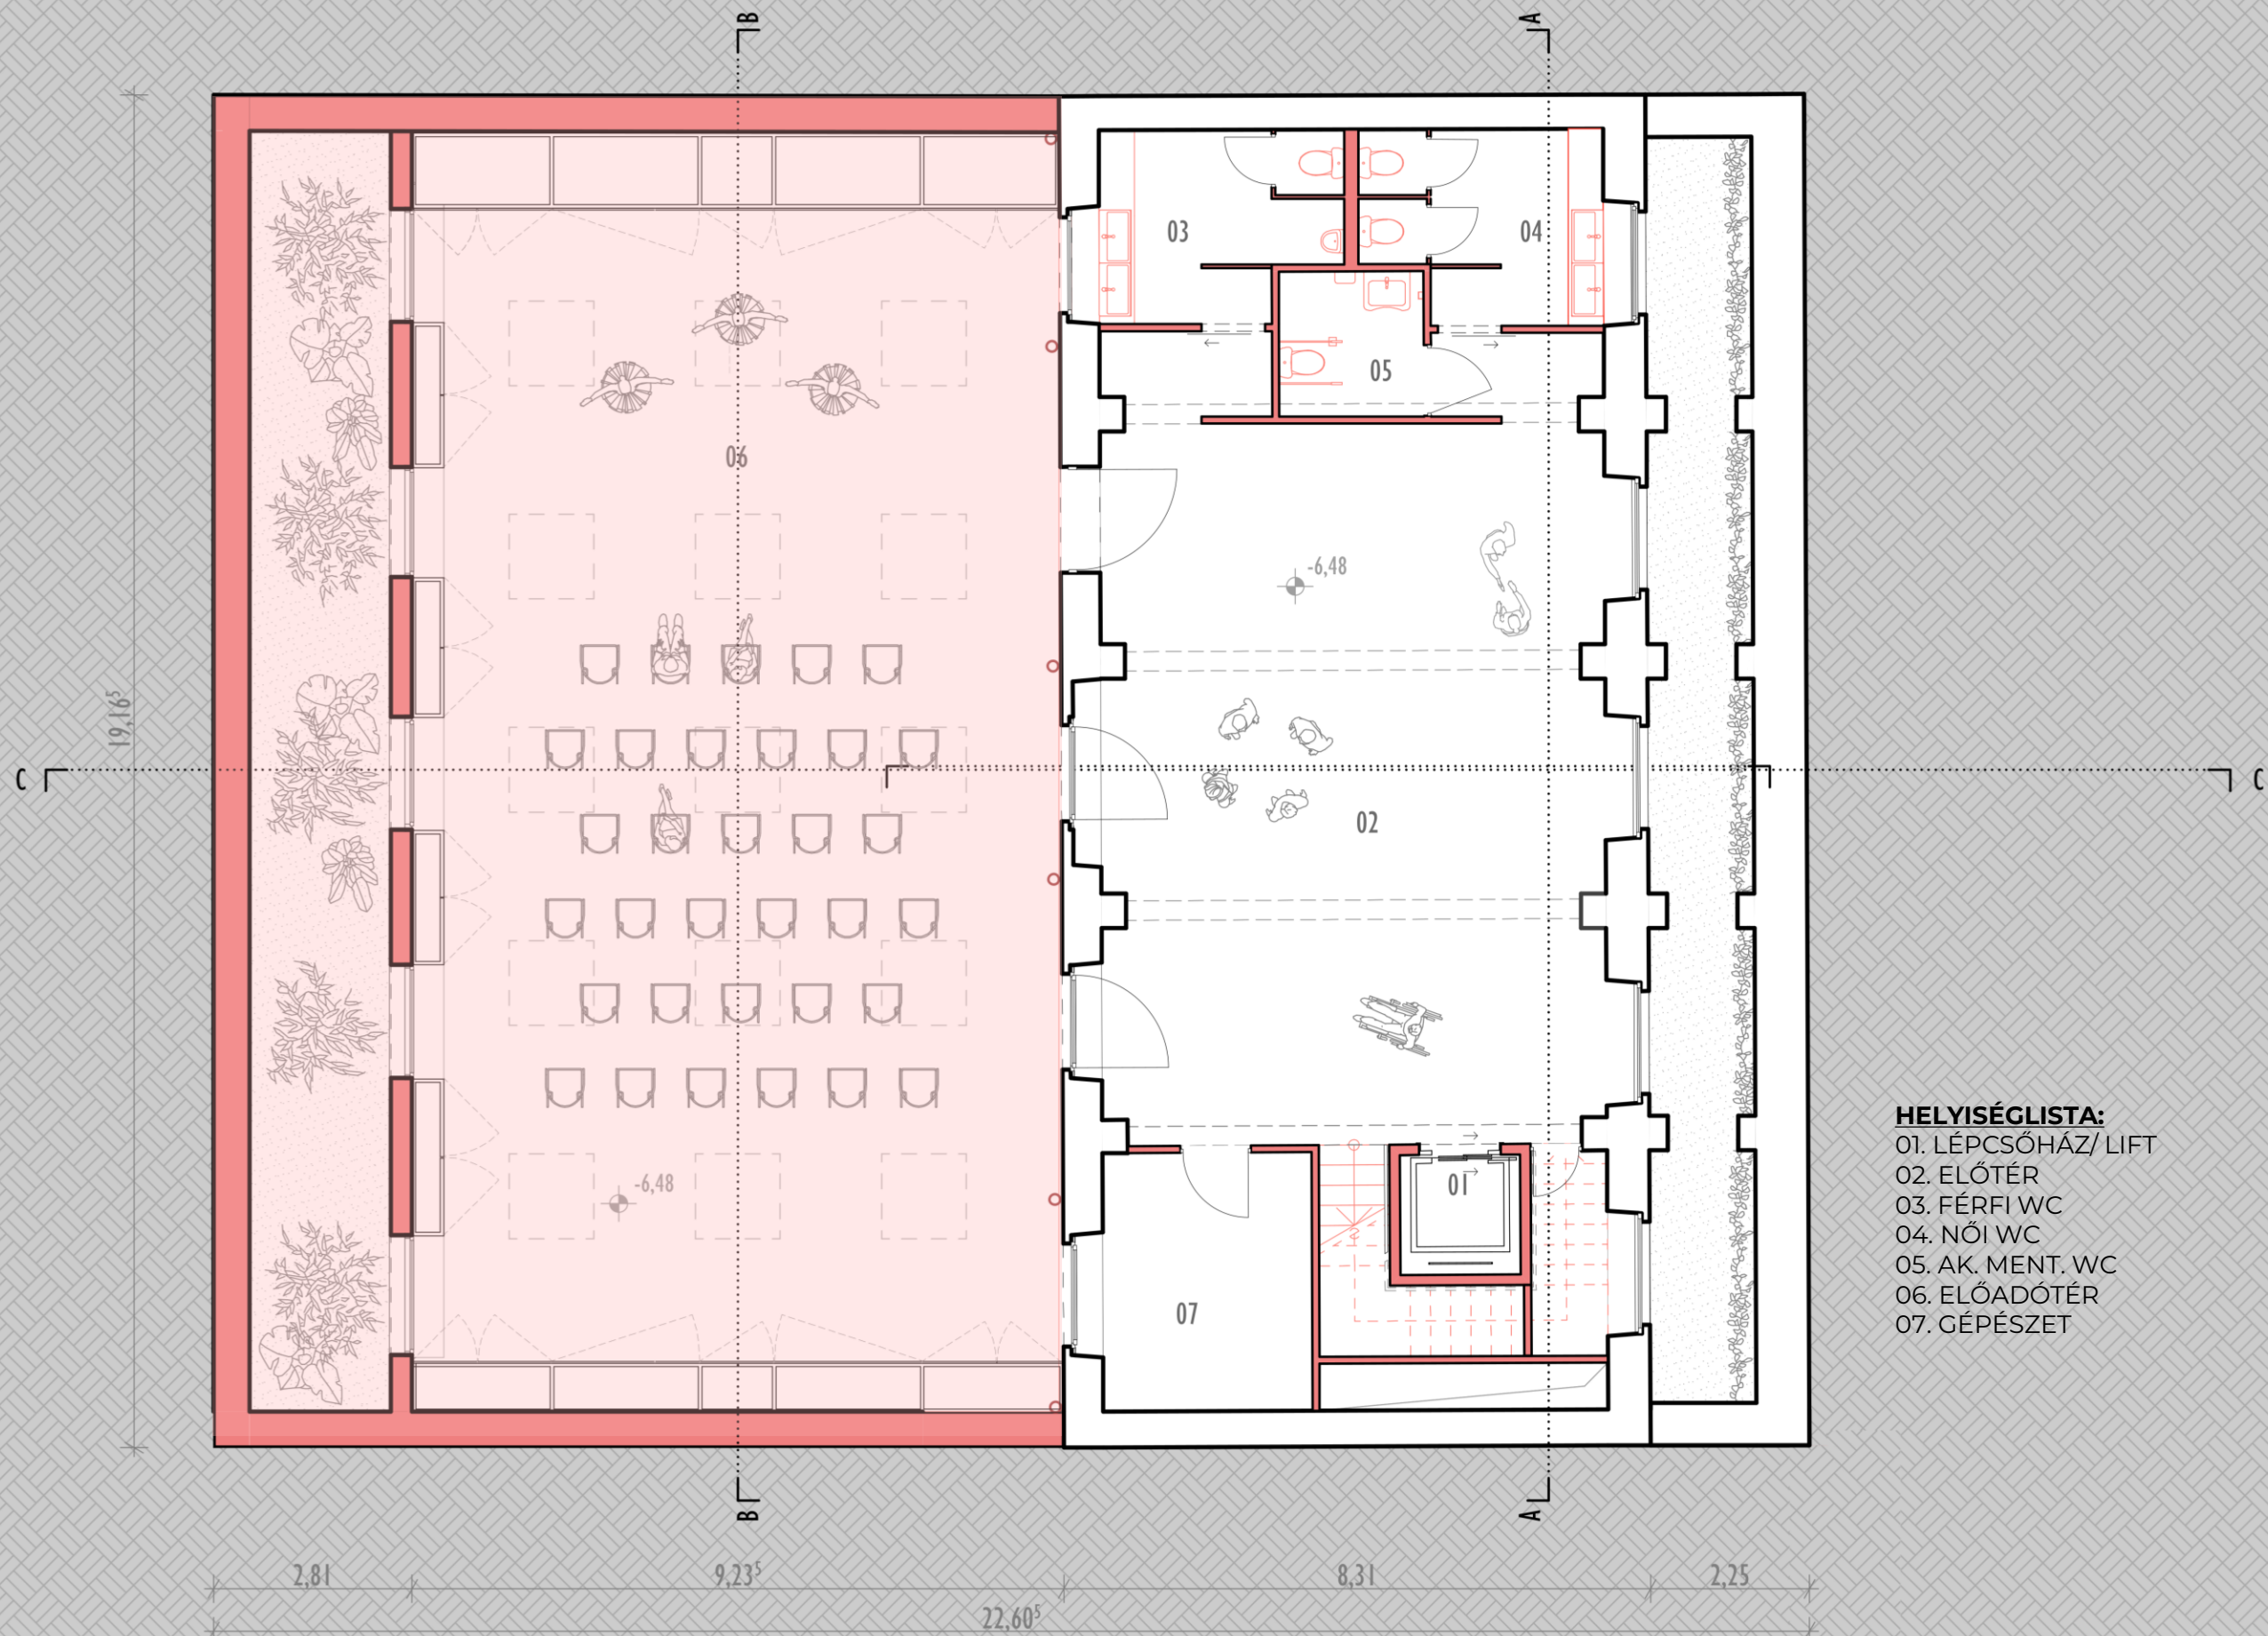 B
A
03
04
05
06
-6,48
19,16⁵
C
C
02
-6,48
01
07
HELYISÉGLISTA:
01. LÉPCSŐHÁZ/ LIFT
02. ELŐTÉR
03. FÉRFI WC
04. NŐI WC
05. AK. MENT. WC
06. ELŐADÓTÉR
07. GÉPÉSZET
B
A
2,81
9,23⁵
8,31
2,25
22,60⁵